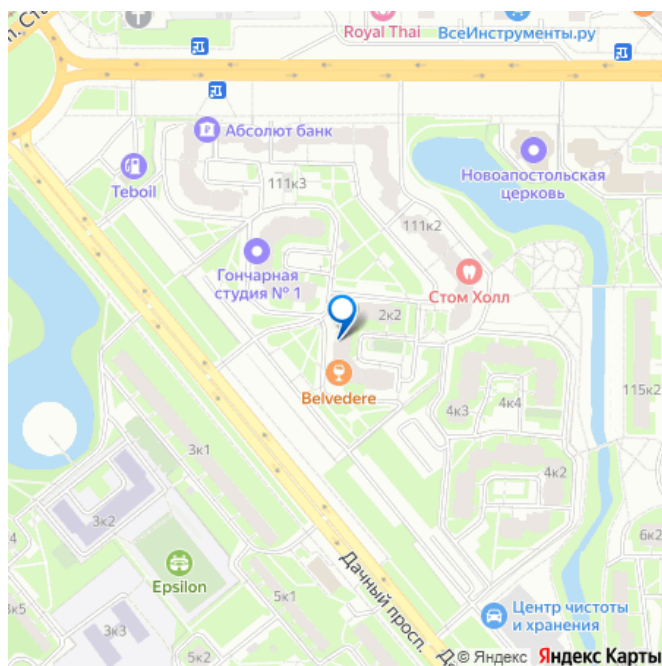 л. Ста
Royal Thai
ВсеИнструменты.ру
Абсолют банк
Teboil
111к3
Новоапостольская
церковь
111к2
Гончарная
студия № 1
Стом Холл
2к2
Belvedere
115к2
4к3
4к4
3к1
4к2
3к2
6к2
Epsilon
Дачный просп.
5к1
Центр чистоты
и хранения
к5
3к3
5к2
Д
© Яндекс Яндекс Карты